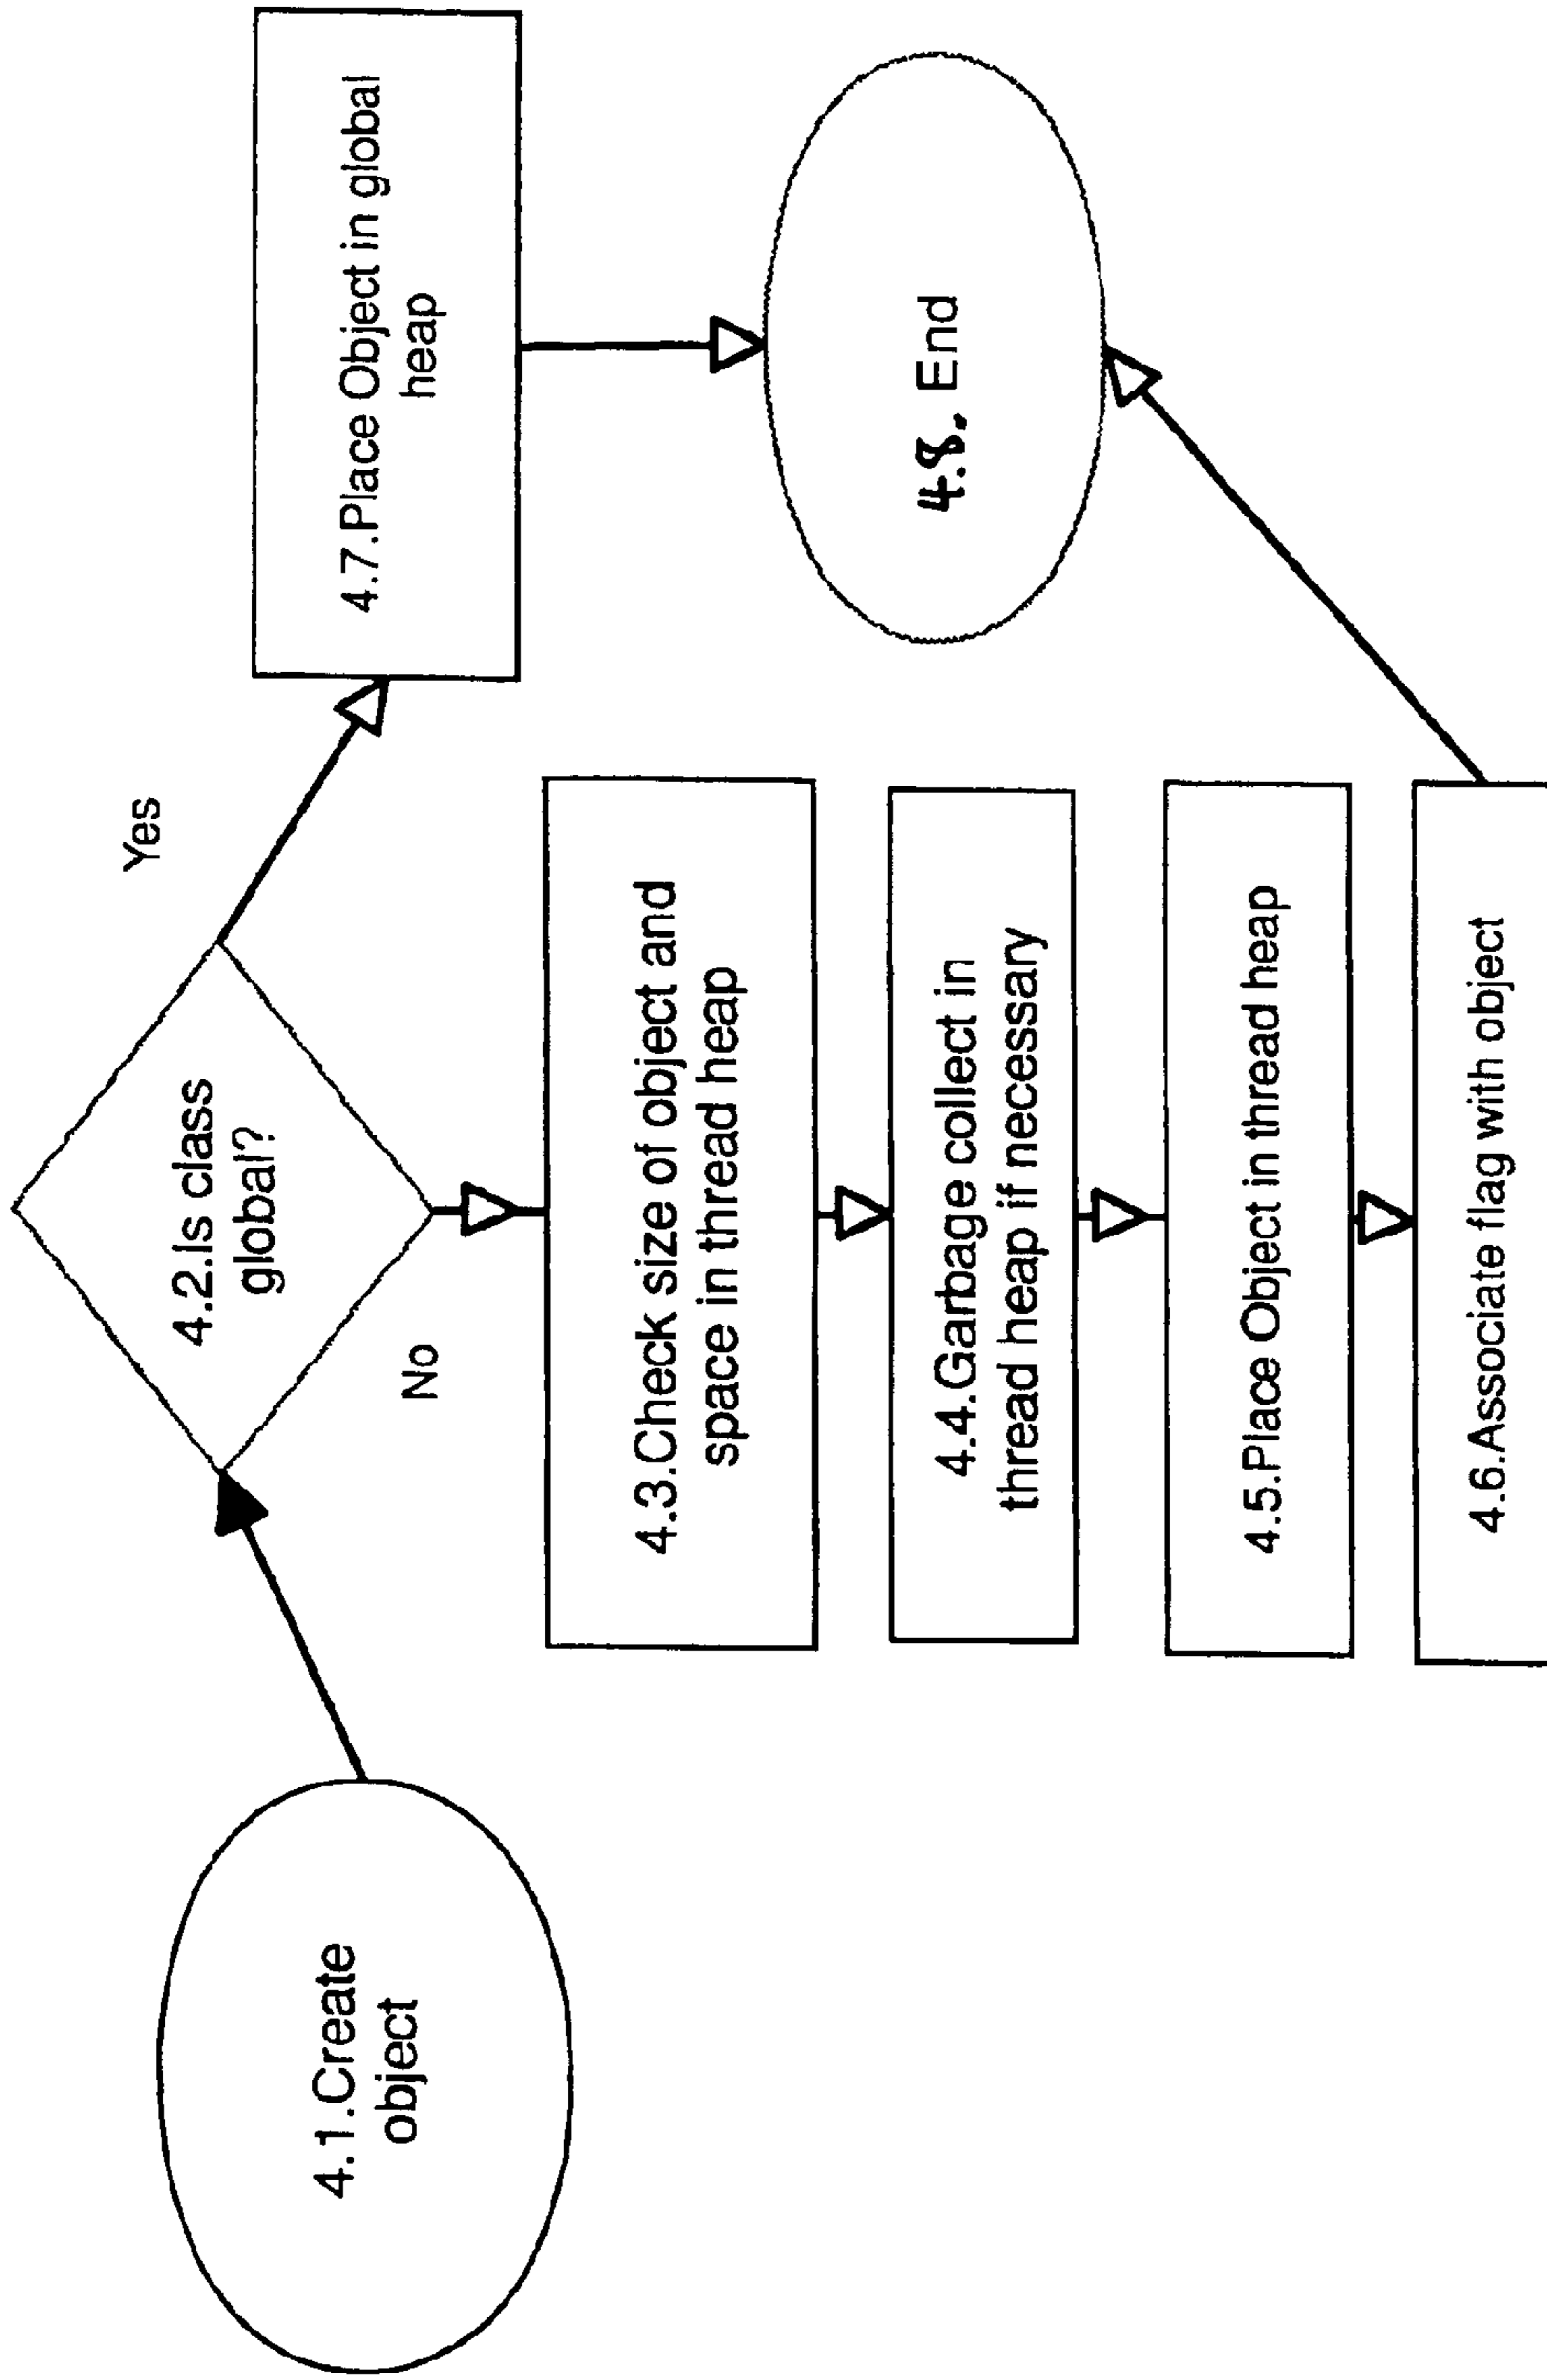 4.1.Create
object
4.2.Is class
global?
Yes
No
4.7.Place Object in global
heap
4.3.Check size of object and
space in thread heap
4.4.Garbage collect in
thread heap if necessary
4.5.Place Object in thread heap
4.6.Associate flag with object
4.8. End